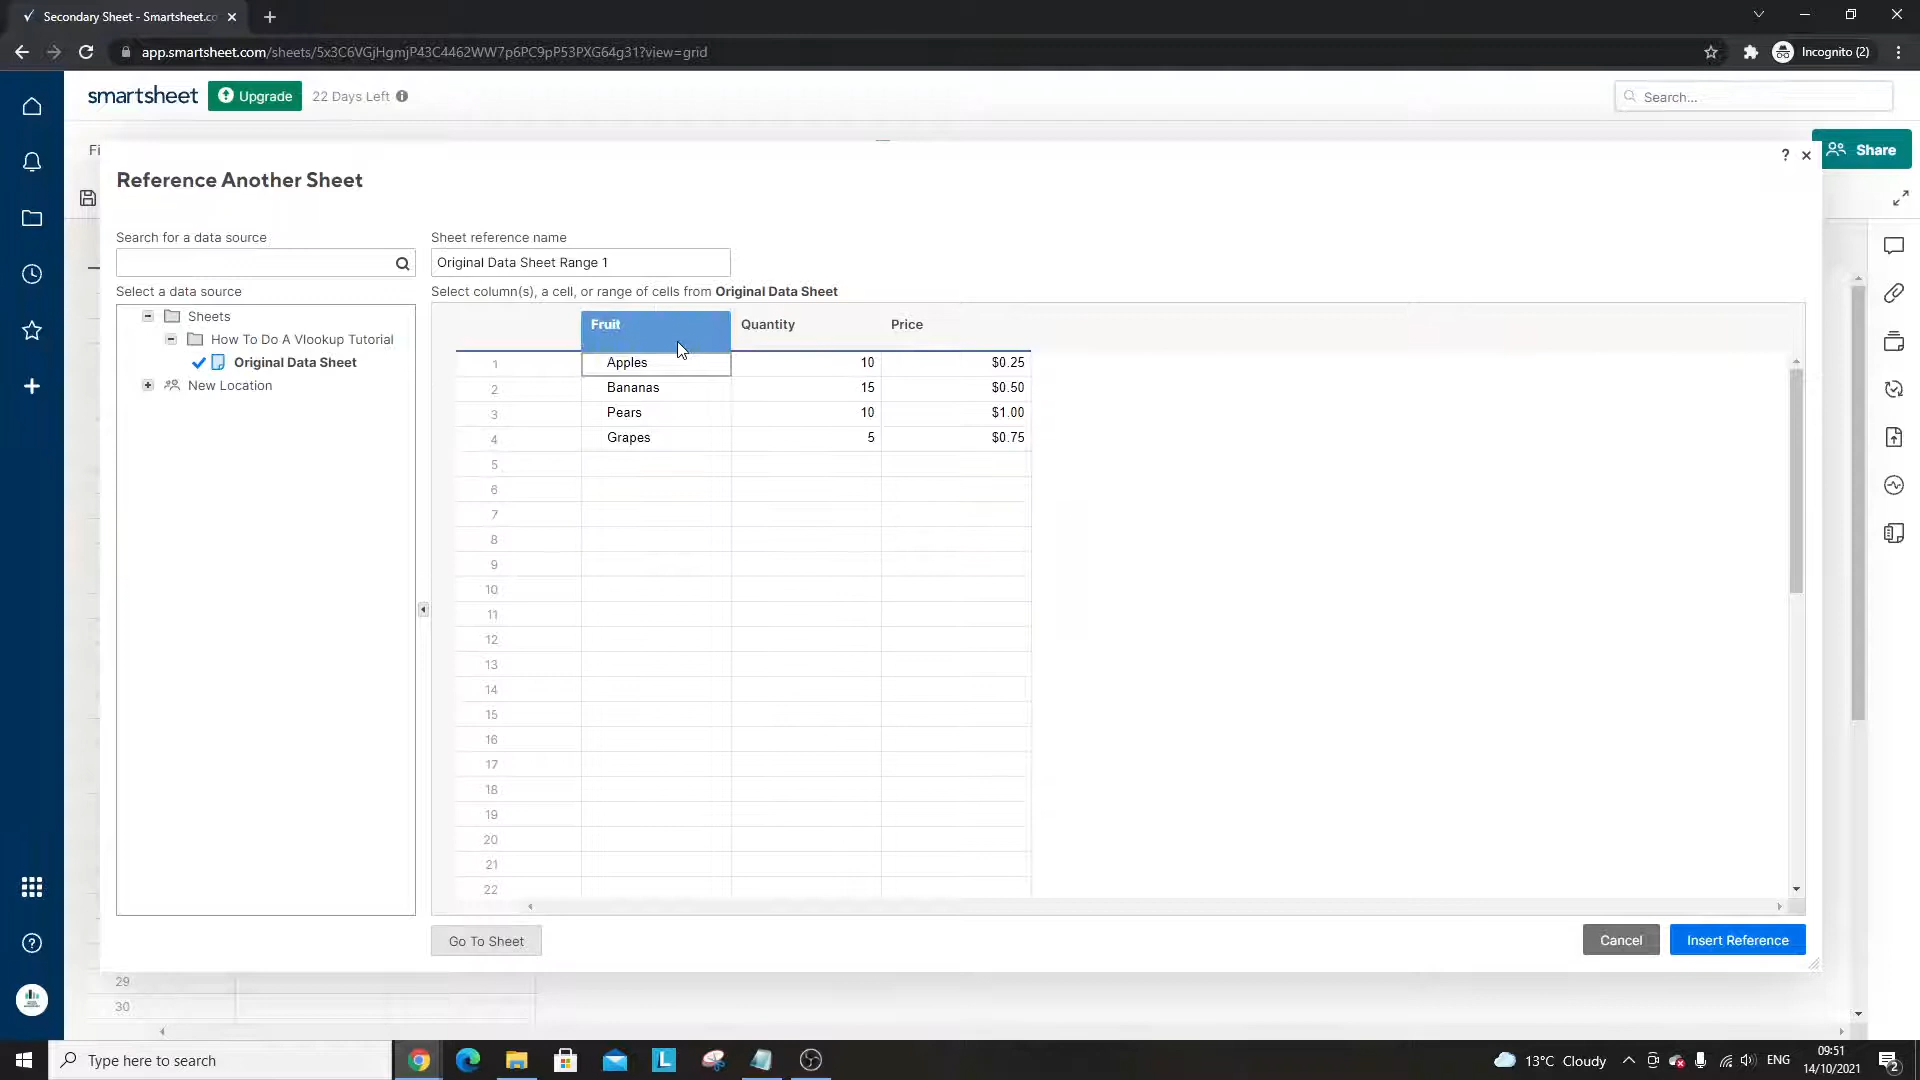 Secondary Sheet - Smartsheet.co
app.smartsheet.com/sheets/5x3C6VGjHgmjP43C4462WW7p6PC9pP53PXG64g31?view=grid
Incognito (2)
smartsheet
Upgrade
22 Days Left
Search...
Fi
Share
Reference Another Sheet
?
Search for a data source
Sheet reference name
Original Data Sheet Range 1
Select a data source
Select column(s), a cell, or range of cells from Original Data Sheet
Sheets
How To Do A Vlookup Tutorial
Original Data Sheet
New Location
Fruit Quantity Price
1 Apples 10 $0.25
2 Bananas 15 $0.50
3 Pears 10 $1.00
4 Grapes 5 $0.75
5
6
7
8
9
10
11
12
13
14
15
16
17
18
19
20
21
22
Go To Sheet
Cancel
Insert Reference
29
30
Type here to search
L
13°C Cloudy
ENG
09:51
14/10/2021
2